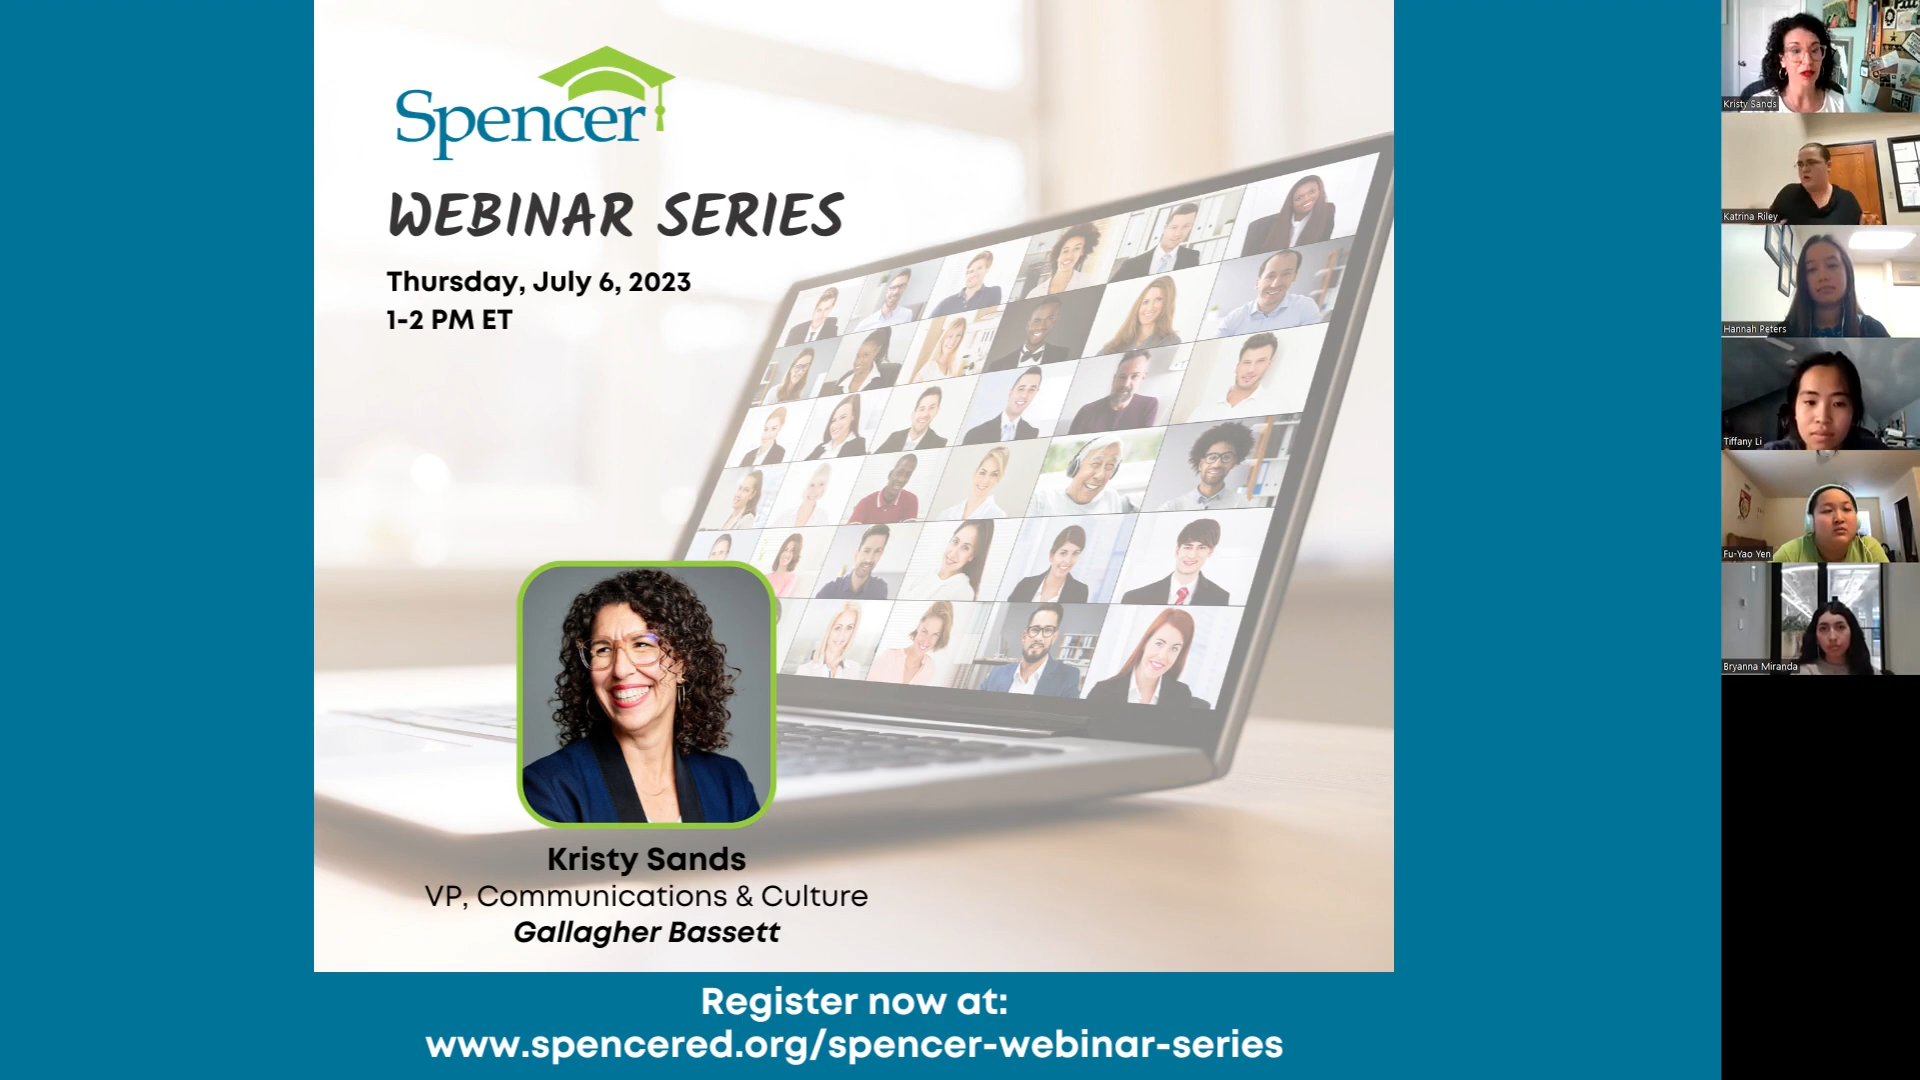 Spencer
WEBINAR SERIES
Thursday, July 6, 2023
1-2 PM ET
Kristy Sands
VP, Communications & Culture
Gallagher Bassett
Register now at:
www.spencered.org/spencer-webinar-series
Kristy Sands
Katrina Riley
Hannah Peters
Tiffany Li
Fu-Yao Yen
Bryanna Miranda